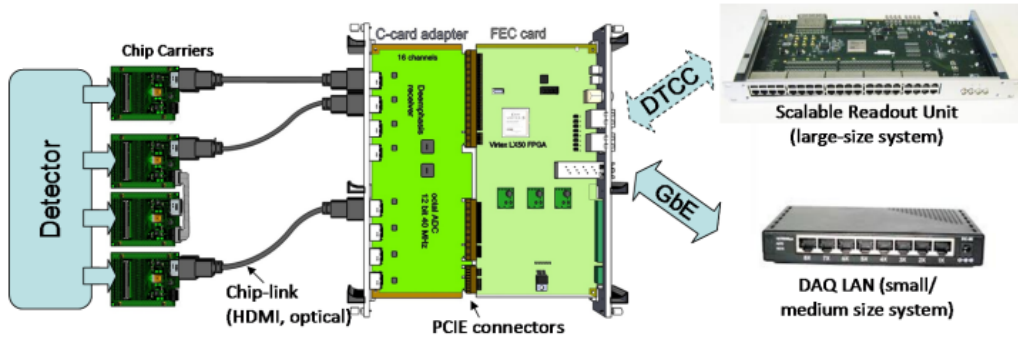 Chip Carriers
Detector
C-card adapter
16 channels
Deemphasis
receiver
octal ADC
12 bit 40 MHz
FEC card
Virtex LX50 FPGA
Chip-link
(HDMI, optical)
PCIE connectors
DTCC
GbE
Scalable Readout Unit
(large-size system)
DAQ LAN (small/
medium size system)